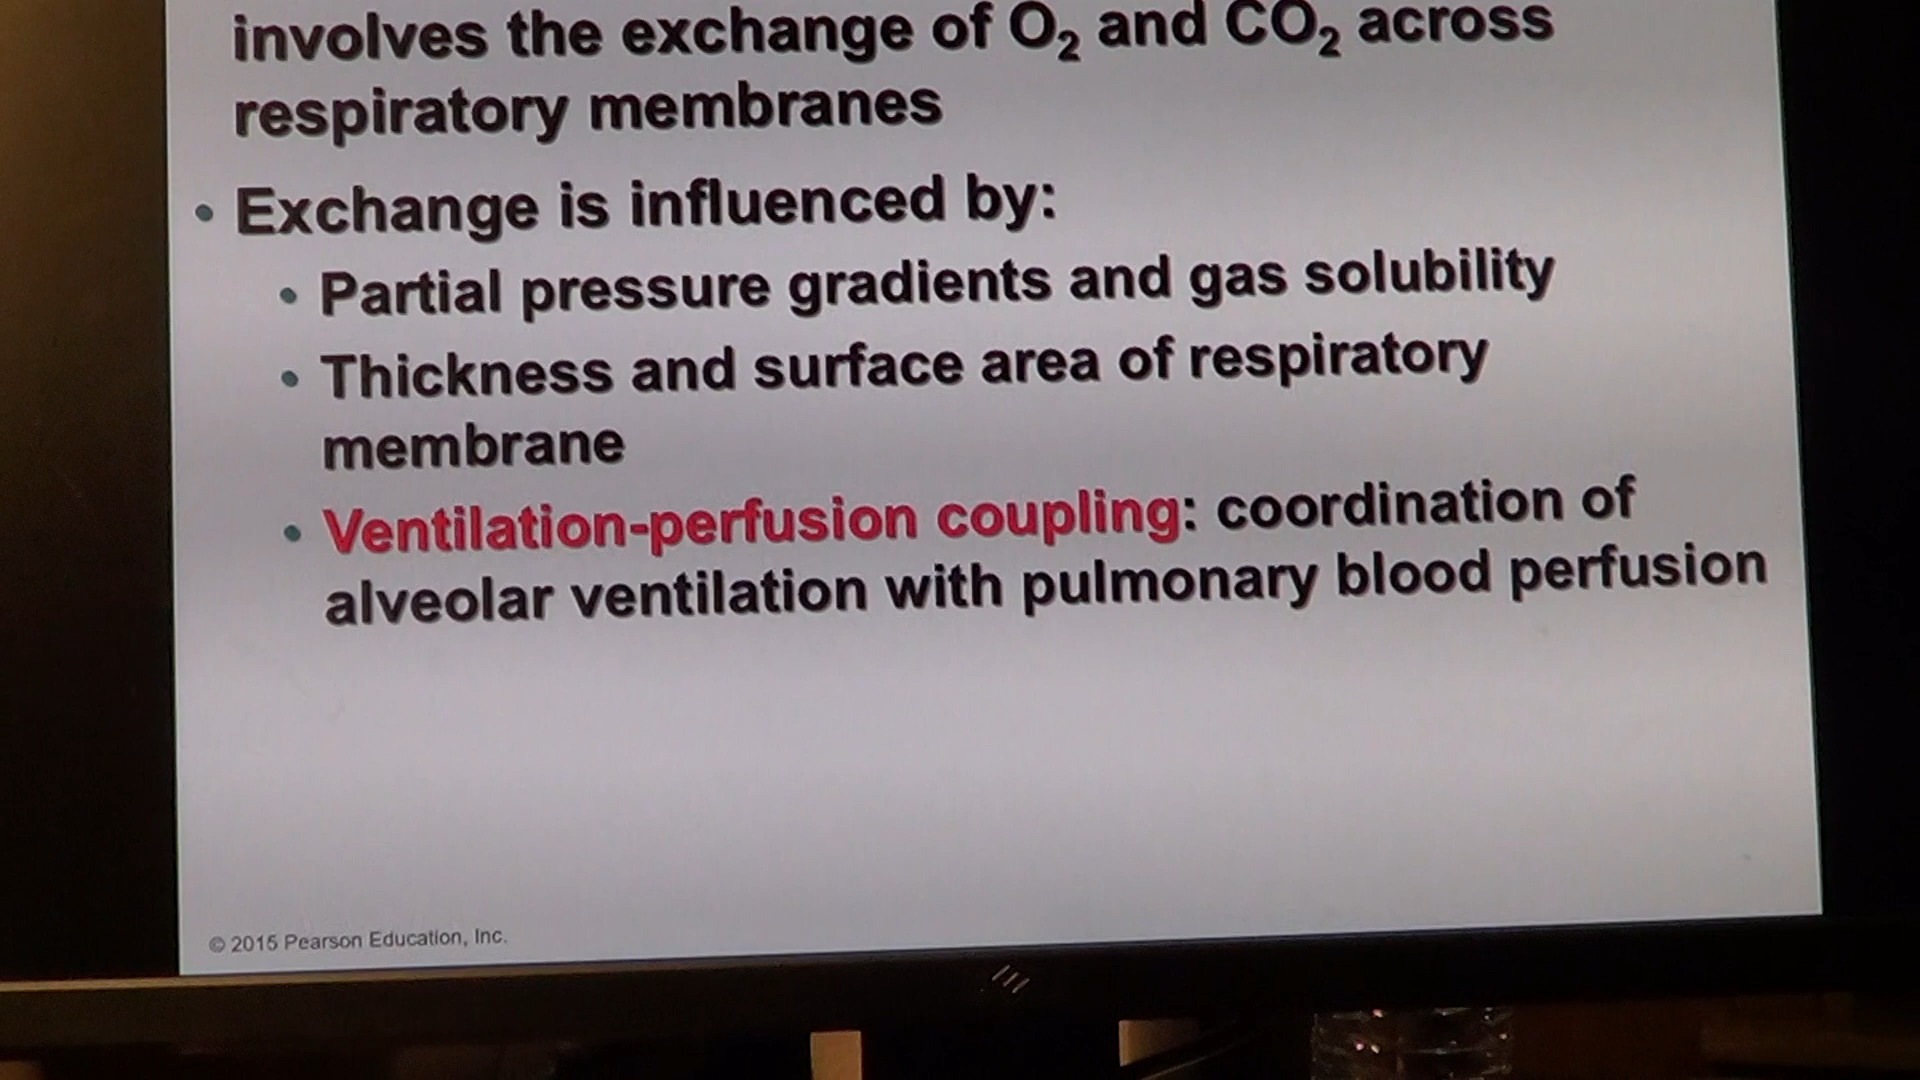 involves the exchange of O₂ and CO₂ across
respiratory membranes
• Exchange is influenced by:
• Partial pressure gradients and gas solubility
• Thickness and surface area of respiratory
membrane
• Ventilation-perfusion coupling: coordination of
alveolar ventilation with pulmonary blood perfusion
© 2015 Pearson Education, Inc.